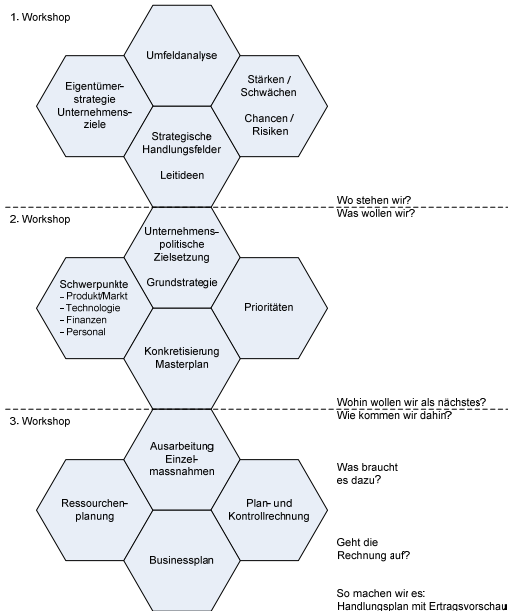 1. Workshop
Umfeldanalyse
Eigentümer-
strategie
Unternehmens-
ziele
Stärken /
Schwächen
Chancen /
Risiken
Strategische
Handlungsfelder
Leitideen
Wo stehen wir?
Was wollen wir?
2. Workshop
Unternehmens-
politische
Zielsetzung
Grundstrategie
Schwerpunkte
- Produkt/Markt
- Technologie
- Finanzen
- Personal
Prioritäten
Konkretisierung
Masterplan
Wohin wollen wir als nächstes?
Wie kommen wir dahin?
3. Workshop
Ausarbeitung
Einzel-
massnahmen
Was braucht
es dazu?
Ressourchen-
planung
Plan- und
Kontrollrechnung
Geht die
Rechnung auf?
Businessplan
So machen wir es:
Handlungsplan mit Ertragsvorschau